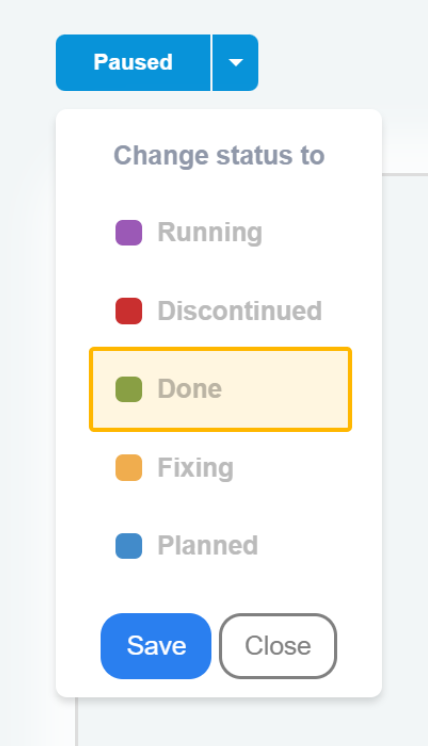 Paused
Change status to
Running
Discontinued
Done
Fixing
Planned
Save Close